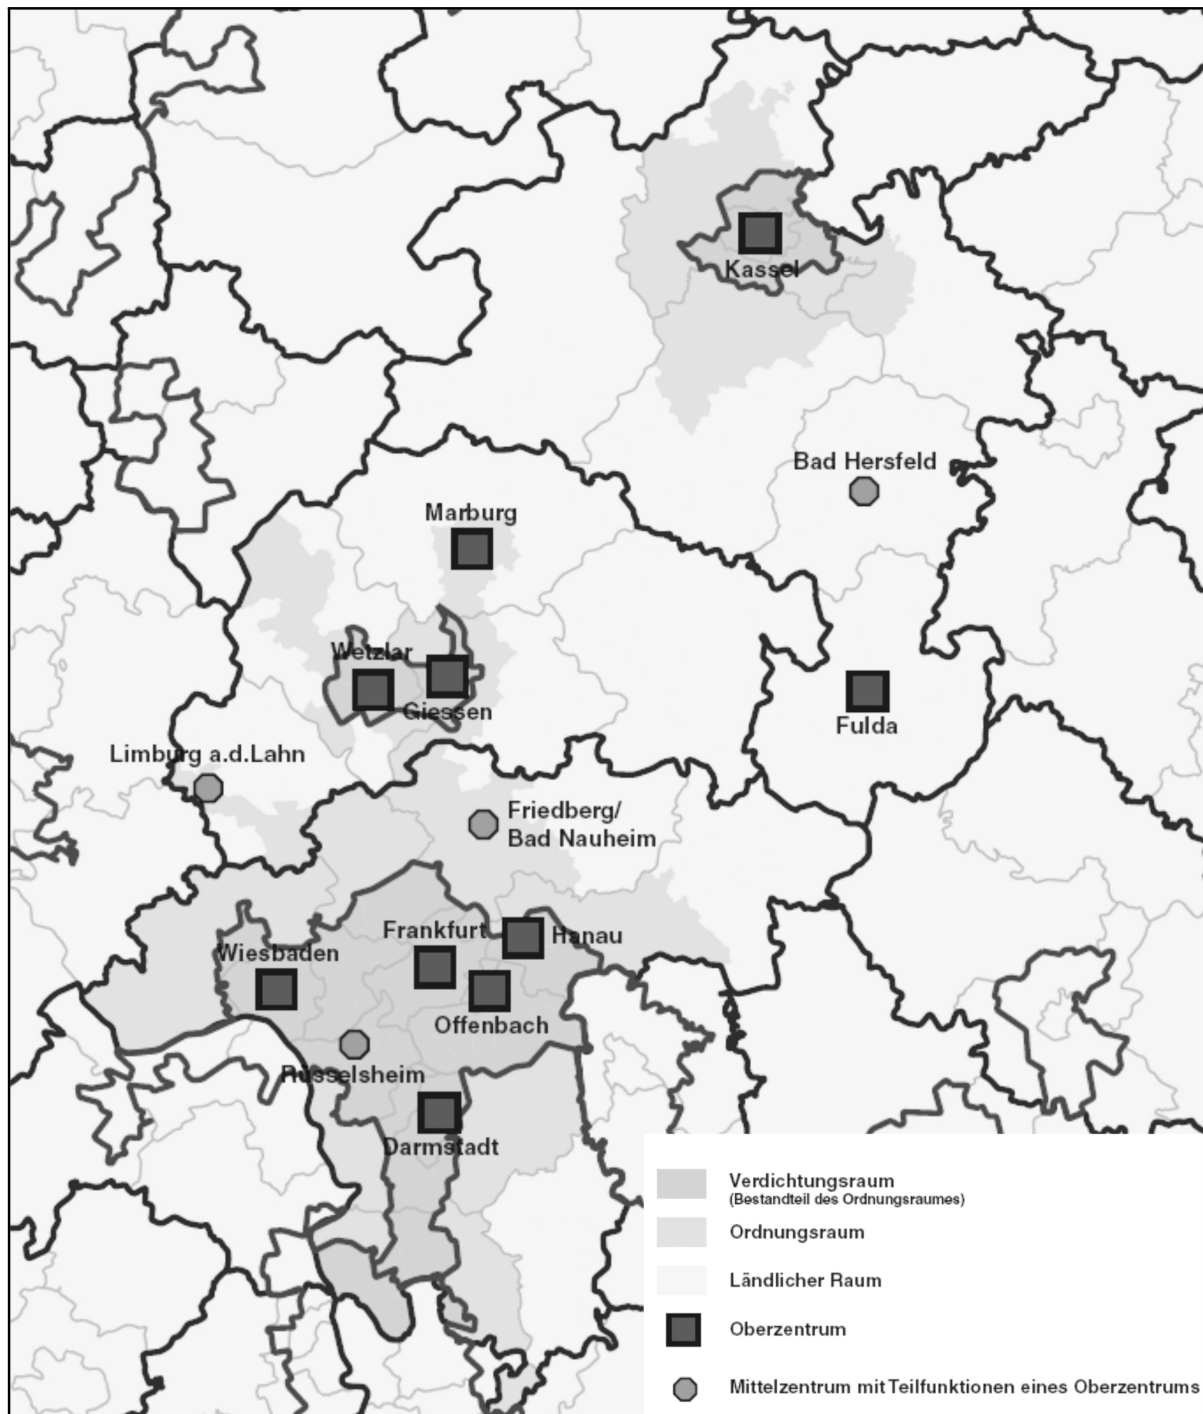 Kassel
Bad Hersfeld
Marburg
Wetzlar
Giessen
Fulda
Limburg a.d.Lahn
Friedberg/
Bad Nauheim
Frankfurt
Hanau
Wiesbaden
Offenbach
Rüsselsheim
Darmstadt
Verdichtungsraum
(Bestandteil des Ordnungsraumes)
Ordnungsraum
Ländlicher Raum
Oberzentrum
Mittelzentrum mit Teilfunktionen eines Oberzentrums